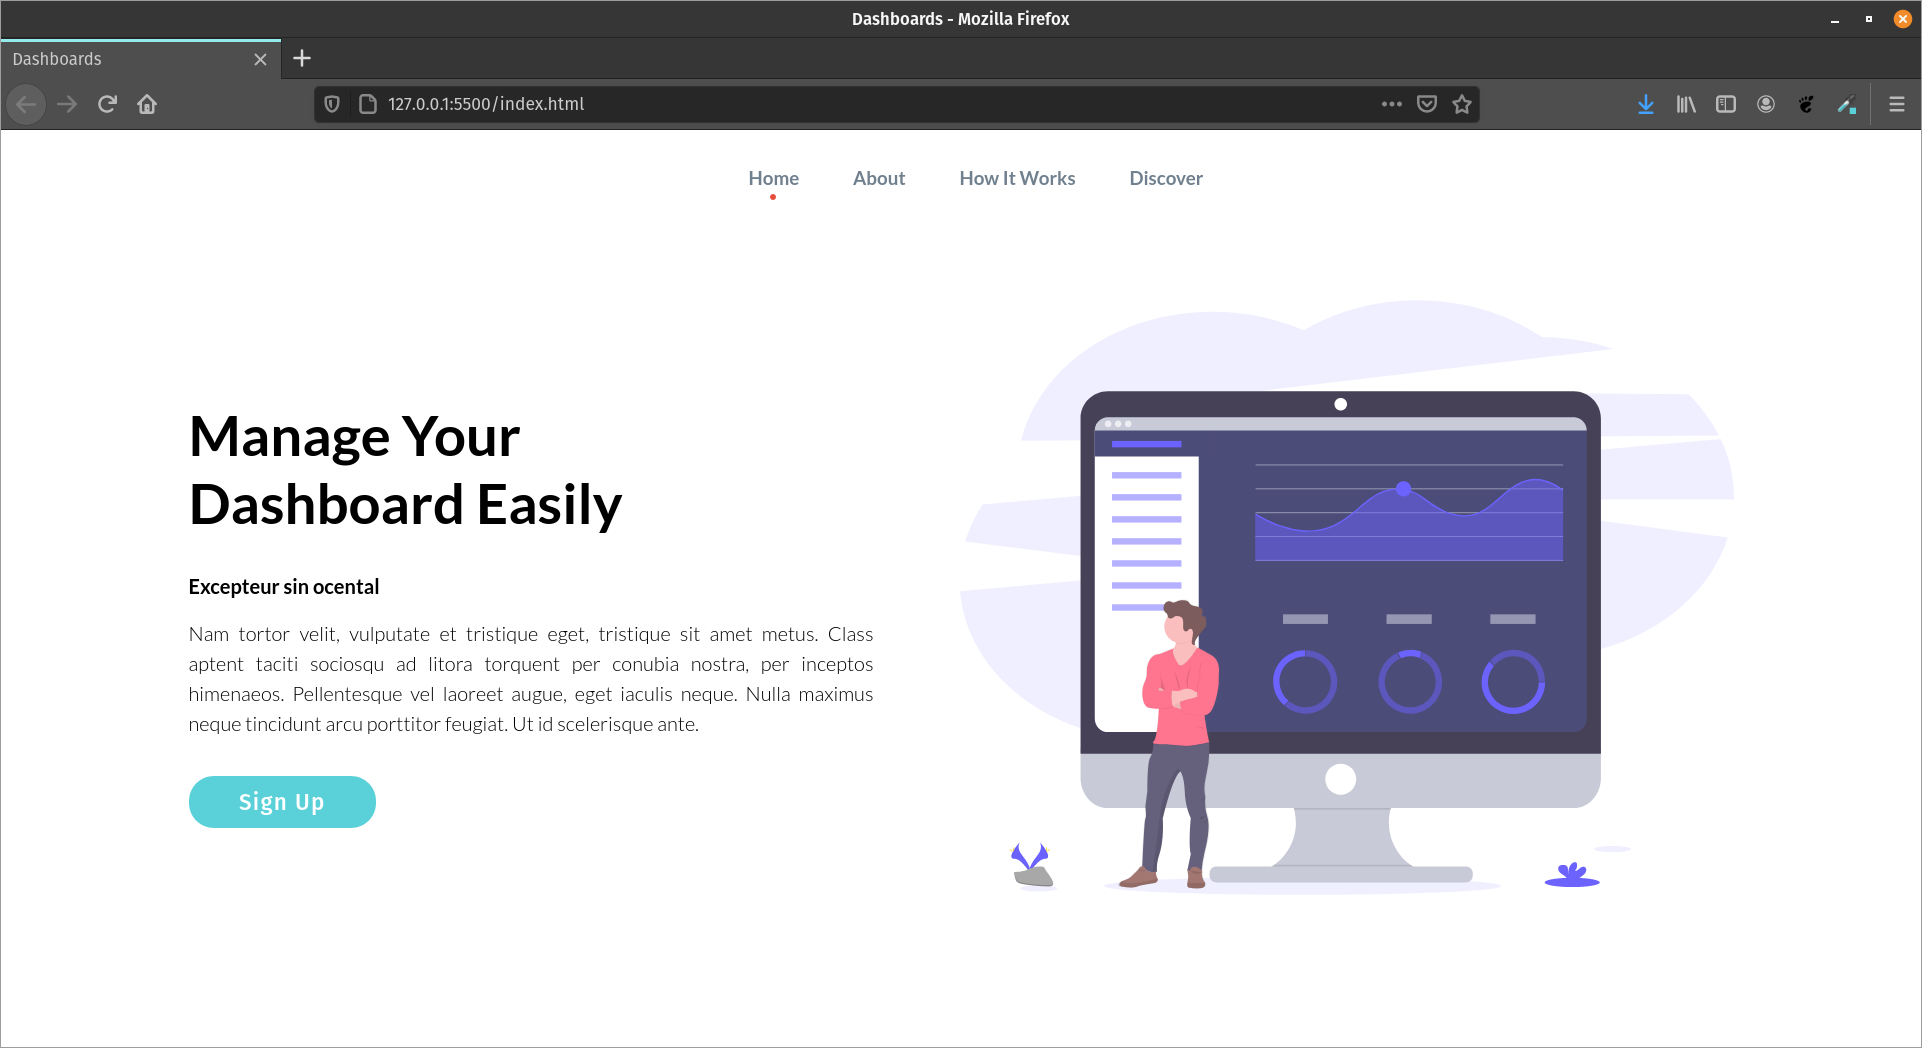 Dashboards - Mozilla Firefox
Dashboards
127.0.0.1:5500/index.html
Home About How It Works Discover
Manage Your
Dashboard Easily
Excepteur sin ocental
Nam tortor velit, vulputate et tristique eget, tristique sit amet metus. Class
aptent taciti sociosqu ad litora torquent per conubia nostra, per inceptos
himenaeos. Pellentesque vel laoreet augue, eget iaculis neque. Nulla maximus
neque tincidunt arcu porttitor feugiat. Ut id scelerisque ante.
Sign Up